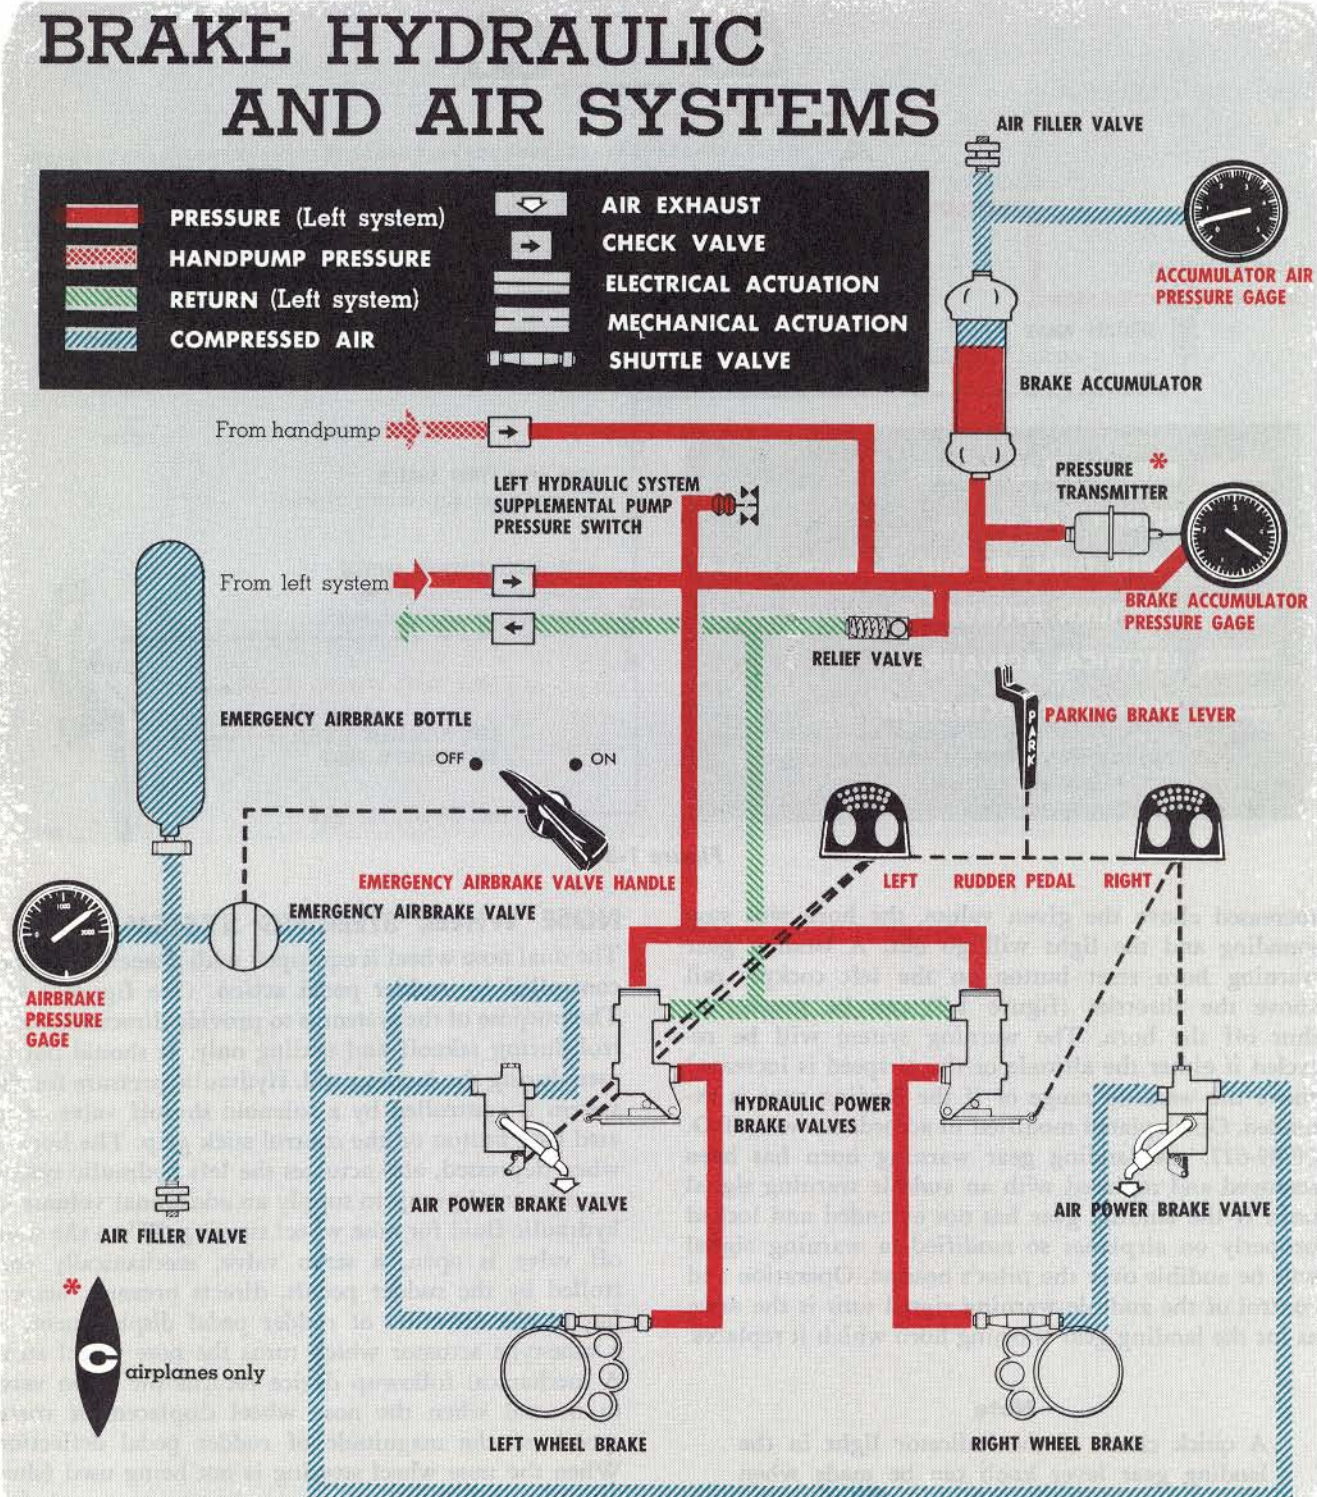 BRAKE HYDRAULIC
AND AIR SYSTEMS
PRESSURE (Left system)
HANDPUMP PRESSURE
RETURN (Left system)
COMPRESSED AIR
AIR EXHAUST
CHECK VALVE
ELECTRICAL ACTUATION
MECHANICAL ACTUATION
SHUTTLE VALVE
AIR FILLER VALVE
ACCUMULATOR AIR
PRESSURE GAGE
BRAKE ACCUMULATOR
From handpump
LEFT HYDRAULIC SYSTEM
SUPPLEMENTAL PUMP
PRESSURE SWITCH
PRESSURE *
TRANSMITTER
From left system
BRAKE ACCUMULATOR
PRESSURE GAGE
RELIEF VALVE
EMERGENCY AIRBRAKE BOTTLE
PARK
PARKING BRAKE LEVER
OFF
ON
EMERGENCY AIRBRAKE VALVE HANDLE
LEFT RUDDER PEDAL RIGHT
EMERGENCY AIRBRAKE VALVE
1000
2000
AIRBRAKE
PRESSURE
GAGE
HYDRAULIC POWER
BRAKE VALVES
AIR POWER BRAKE VALVE
AIR POWER BRAKE VALVE
AIR FILLER VALVE
*
C airplanes only
LEFT WHEEL BRAKE
RIGHT WHEEL BRAKE